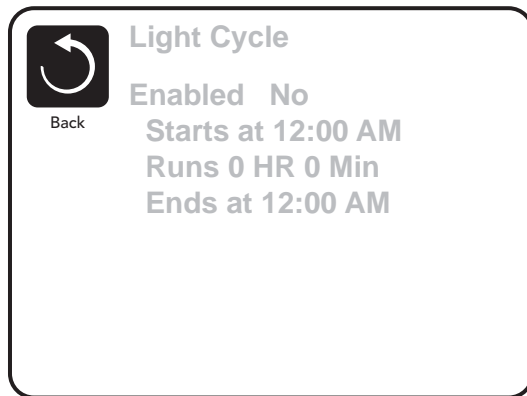 Light Cycle
Enabled No
Back
Starts at 12:00 AM
Runs 0 HR 0 Min
Ends at 12:00 AM